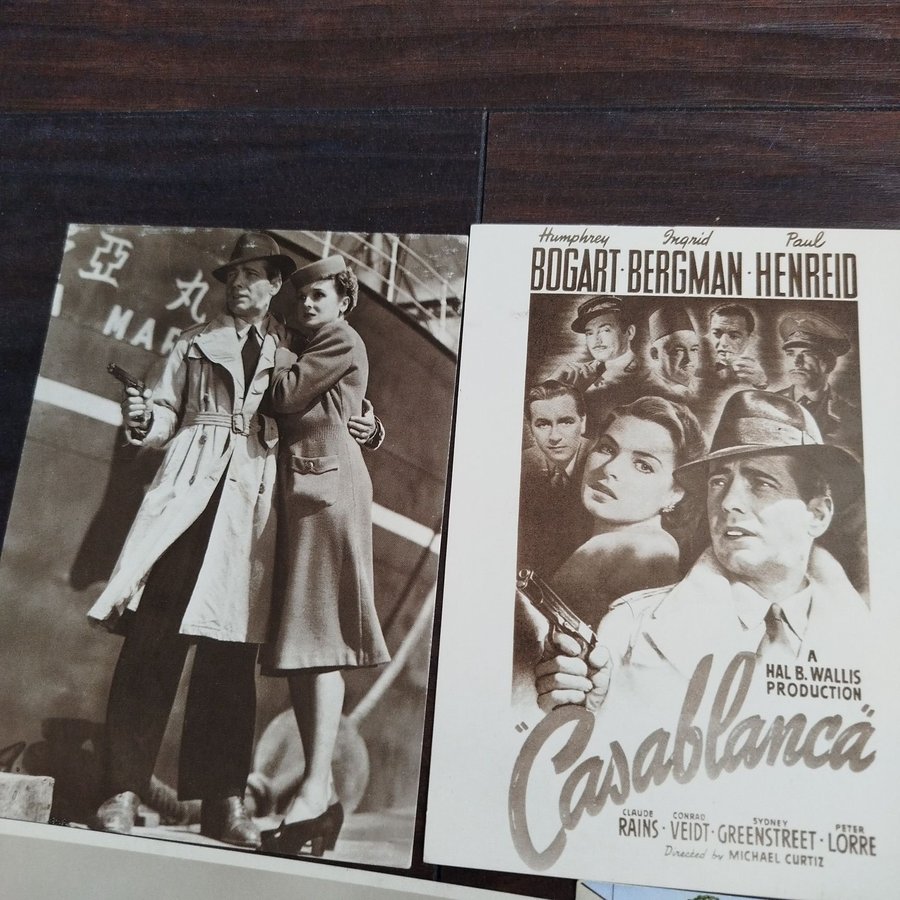 亞
丸
MAR
Humphrey Ingrid Paul
BOGART · BERGMAN · HENREID
A
HAL B. WALLIS
PRODUCTION
"Casablanca"
CLAUDE CONRAD SYDNEY PETER
RAINS · VEIDT · GREENSTREET · LORRE
Directed by MICHAEL CURTIZ